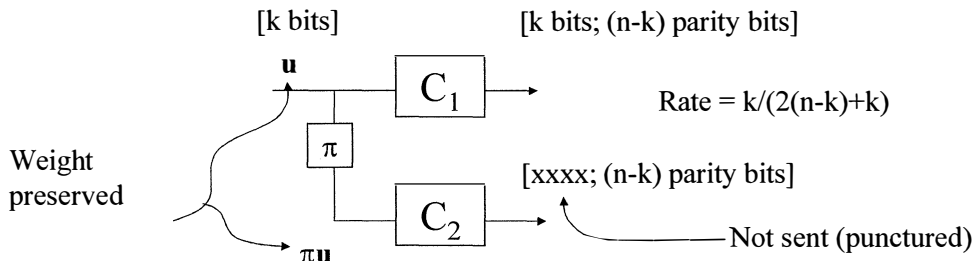 [k bits]
[k bits; (n-k) parity bits]
u
C1
Rate = k/(2(n-k)+k)
π
Weight
preserved
[xxxx; (n-k) parity bits]
C2
Not sent (punctured)
πu